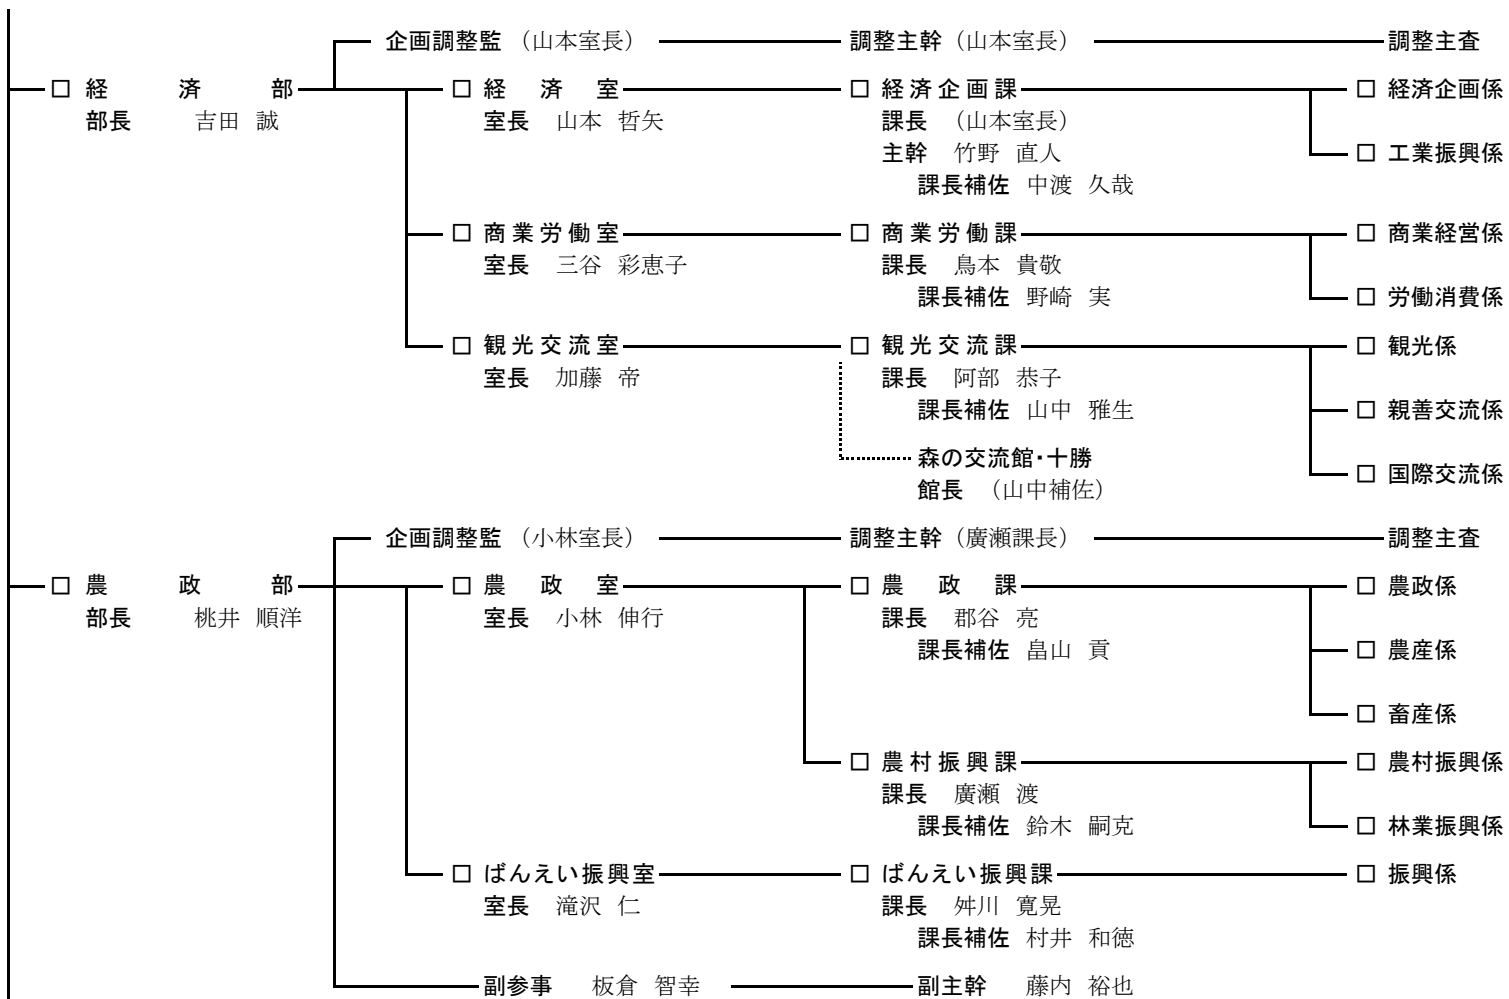 企画調整監 （山本室長） 調整主幹（山本室長） 調整主査
□ 経済部 □ 経済室 □ 経済企画課 □ 経済企画係
部長 吉田 誠 室長 山本 哲矢 課長 （山本室長）
主幹 竹野 直人 □ 工業振興係
課長補佐 中渡 久哉
□ 商業労働室 □ 商業労働課 □ 商業経営係
室長 三谷 彩恵子 課長 鳥本 貴敬
課長補佐 野崎 実 □ 労働消費係
□ 観光交流室 □ 観光交流課 □ 観光係
室長 加藤 帝 課長 阿部 恭子
課長補佐 山中 雅生 □ 親善交流係
森の交流館・十勝
館長 （山中補佐） □ 国際交流係
企画調整監 （小林室長） 調整主幹（廣瀬課長） 調整主査
□ 農政部 □ 農政室 □ 農政課 □ 農政係
部長 桃井 順洋 室長 小林 伸行 課長 郡谷 亮
課長補佐 畠山 貢 □ 農産係
□ 畜産係
□ 農村振興課 □ 農村振興係
課長 廣瀬 渡
課長補佐 鈴木 嗣克 □ 林業振興係
□ ばんえい振興室 □ ばんえい振興課 □ 振興係
室長 滝沢 仁 課長 舛川 寛晃
課長補佐 村井 和徳
副参事 板倉 智幸 副主幹 藤内 裕也